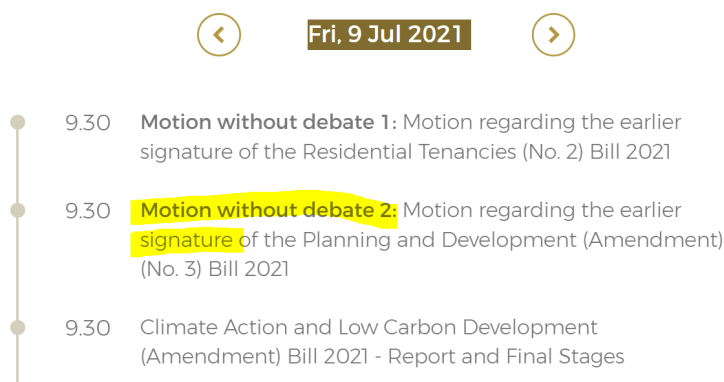 Fri, 9 Jul 2021
9.30 Motion without debate 1: Motion regarding the earlier
signature of the Residential Tenancies (No. 2) Bill 2021
9.30 Motion without debate 2: Motion regarding the earlier
signature of the Planning and Development (Amendment)
(No. 3) Bill 2021
9.30 Climate Action and Low Carbon Development
(Amendment) Bill 2021 - Report and Final Stages